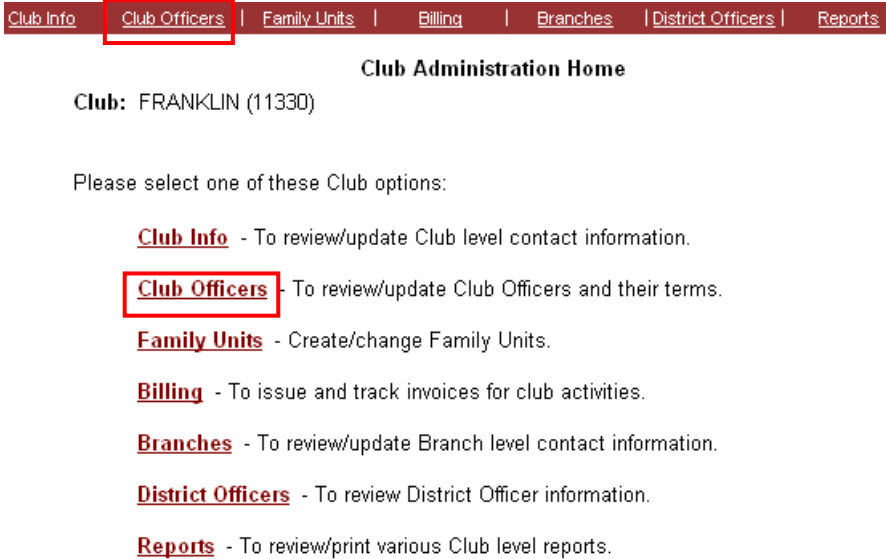 Club Info Club Officers | Family Units | Billing | Branches | District Officers | Reports
Club Administration Home
Club: FRANKLIN (11330)
Please select one of these Club options:
Club Info - To review/update Club level contact information.
Club Officers - To review/update Club Officers and their terms.
Family Units - Create/change Family Units.
Billing - To issue and track invoices for club activities.
Branches - To review/update Branch level contact information.
District Officers - To review District Officer information.
Reports - To review/print various Club level reports.